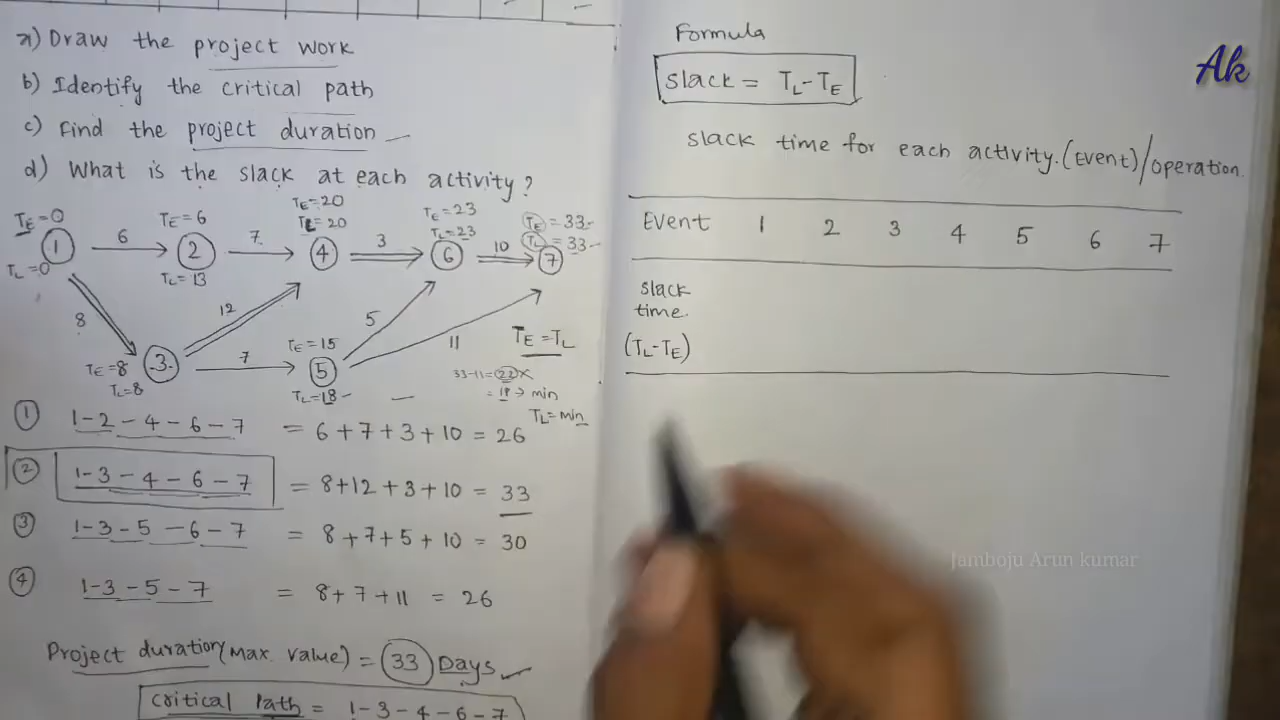 a) Draw the project work
b) Identify the critical path
c) Find the project duration
d) What is the slack at each activity?
TE=0
1
TL=0
6
TE=6
2
TL=13
7
TE=20
TL=20
4
3
TE=23
TL=23
6
10
TE=33
TL=33
7
8
12
5
11
TE=TL
TE=8
3
TL=8
7
TE=15
5
TL=18
33-11=22x
=18→min
TL=min
① 1-2-4-6-7 = 6+7+3+10 = 26
② 1-3-4-6-7 = 8+12+3+10 = 33
③ 1-3-5-6-7 = 8+7+5+10 = 30
④ 1-3-5-7 = 8+7+11 = 26
Project duration(max. value) = 33 Days
critical Path = 1-3-4-6-7
Formula
slack = TL-TE
Ak
slack time for each activity.(Event)/operation.
Event 1 2 3 4 5 6 7
slack
time.
(TL-TE)
Jamboju Arun kumar